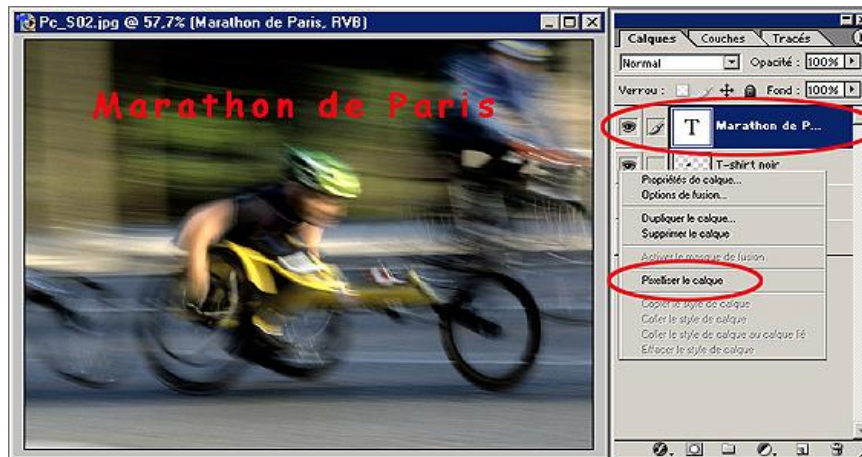 Pc_S02.jpg @ 57,7% (Marathon de Paris, RVB)
Marathon de Paris
Calques Couches Tracés
Normal Opacité : 100%
Verrou : Fond : 100%
T Marathon de P...
T-shirt noir
Propriétés de calque...
Options de fusion...
Dupliquer le calque...
Supprimer le calque
Activer le masque de fusion
Pixelliser le calque
Copier le style de calque
Coller le style de calque
Coller le style de calque au calque lié
Effacer le style de calque